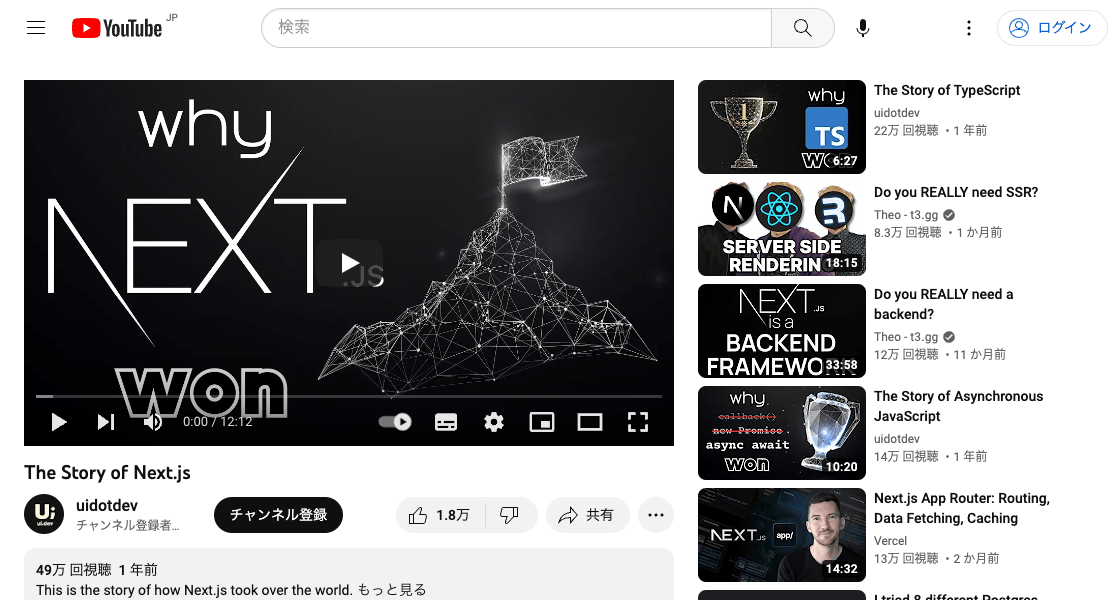 YouTube JP
検索
ログイン
why
NEXT
.JS
won
0:00 / 12:12
The Story of Next.js
Ui
ui.dev
uidotdev
チャンネル登録者…
チャンネル登録
1.8万
共有
49万 回視聴 1 年前
This is the story of how Next.js took over the world. もっと見る
why
1
TS
WO
6:27
The Story of TypeScript
uidotdev
22万 回視聴 ・1 年前
N
R
SERVER SIDE
RENDERIN
18:15
Do you REALLY need SSR?
Theo - t3.gg
8.3万 回視聴 ・1 か月前
NEXT.JS
is a
BACKEND
FRAMEWOR
33:58
Do you REALLY need a
backend?
Theo - t3.gg
12万 回視聴 ・11 か月前
why
callback()
new Promise
async await
won
10:20
The Story of Asynchronous
JavaScript
uidotdev
14万 回視聴 ・1 年前
NEXT.JS
app/
14:32
Next.js App Router: Routing,
Data Fetching, Caching
Vercel
13万 回視聴 ・2 か月前
I tried 8 different Postgres